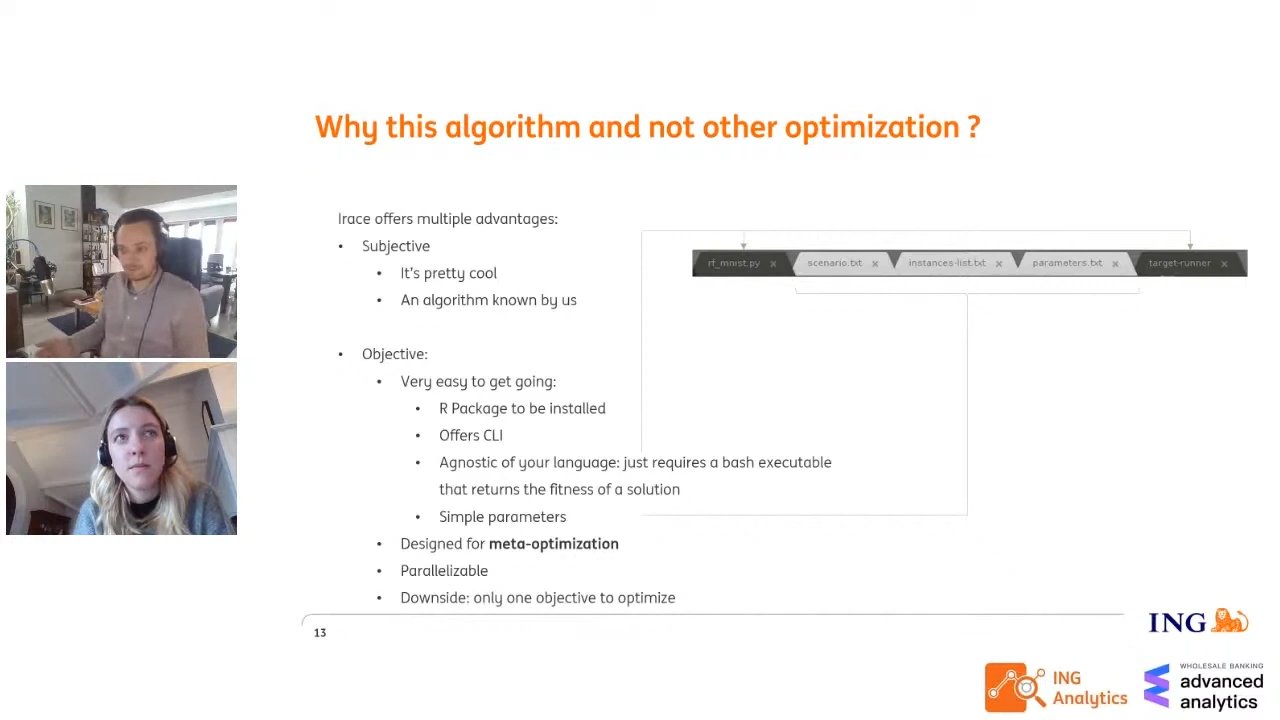 Why this algorithm and not other optimization ?
Irace offers multiple advantages:
• Subjective
• It's pretty cool
• An algorithm known by us
• Objective:
• Very easy to get going:
• R Package to be installed
• Offers CLI
• Agnostic of your language: just requires a bash executable
that returns the fitness of a solution
• Simple parameters
• Designed for meta-optimization
• Parallelizable
• Downside: only one objective to optimize
rf_mnist.py × scenario.txt × instances-list.txt × parameters.txt × target-runner ×
13
ING
ING
Analytics
WHOLESALE BANKING
advanced
analytics